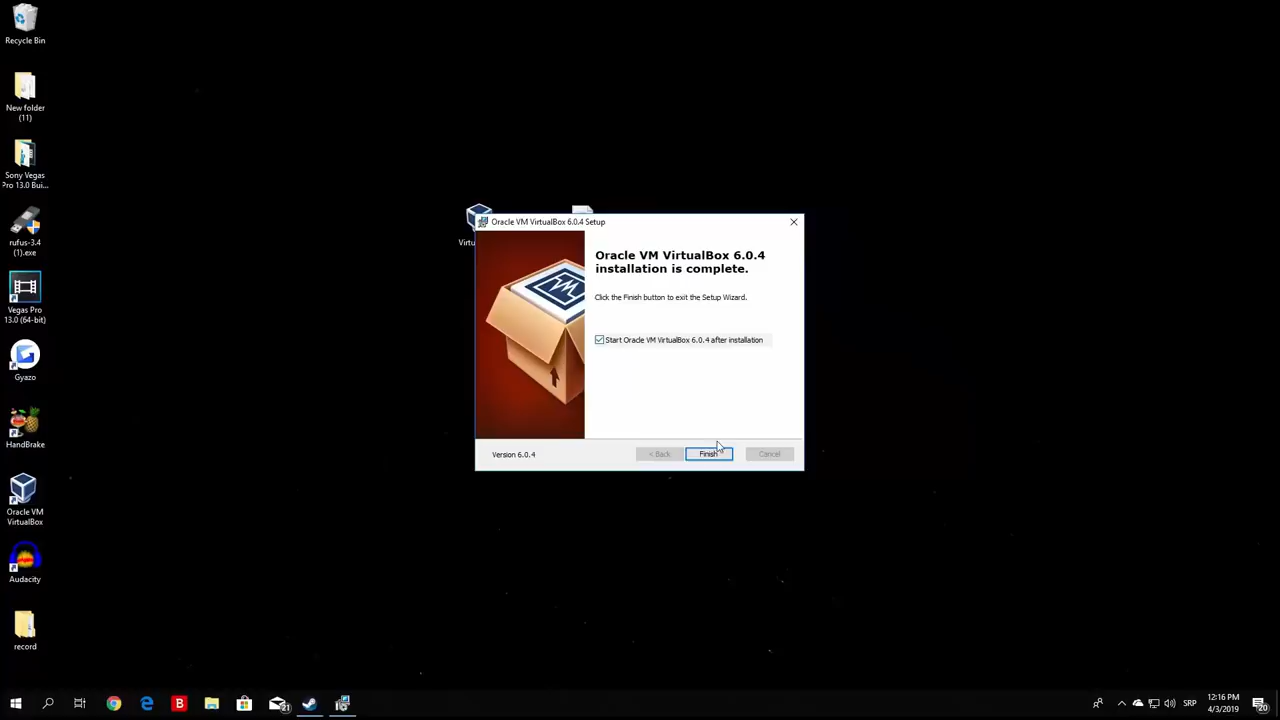 Recycle Bin
New folder
(11)
Sony Vegas
Pro 13.0 Bui...
rufus-3.4
(1).exe
Vegas Pro
13.0 (64-bit)
Gyazo
HandBrake
Oracle VM
VirtualBox
Audacity
record
Virtu
Oracle VM VirtualBox 6.0.4 Setup
Oracle VM VirtualBox 6.0.4
installation is complete.
Click the Finish button to exit the Setup Wizard.
Start Oracle VM VirtualBox 6.0.4 after installation
Version 6.0.4
< Back
Finish
Cancel
B
21
SRP
12:16 PM
4/3/2019
20